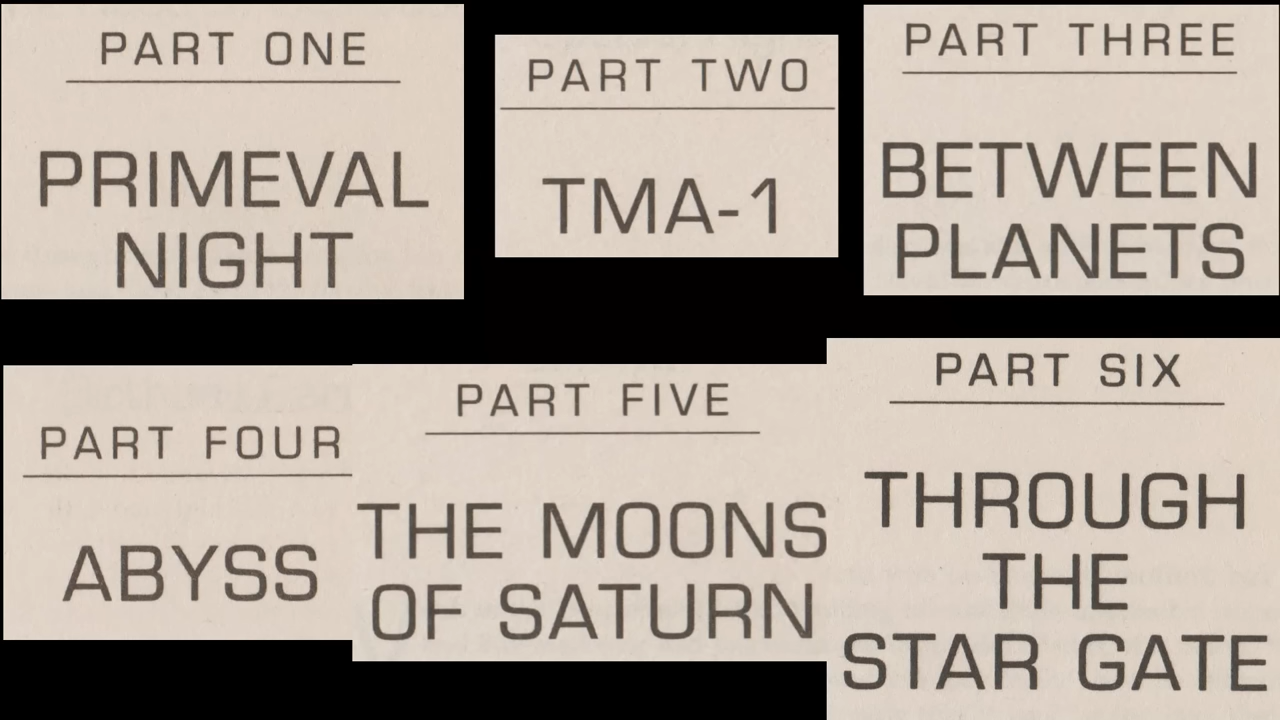 PART ONE
PRIMEVAL
NIGHT
PART TWO
TMA-1
PART THREE
BETWEEN
PLANETS
PART FOUR
ABYSS
PART FIVE
THE MOONS
OF SATURN
PART SIX
THROUGH
THE
STAR GATE